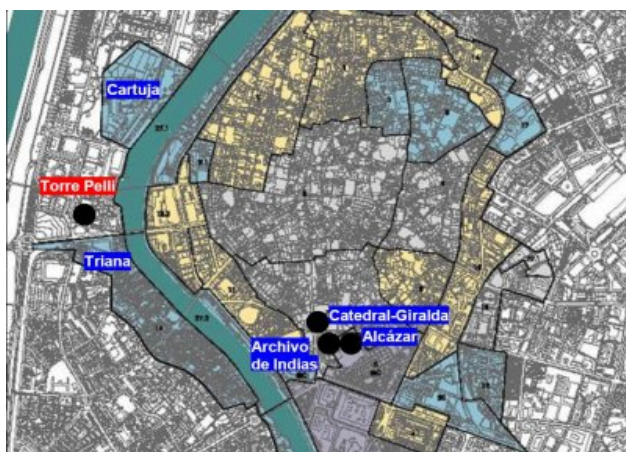 Cartuja
Torre Pelli
Triana
Catedral-Giralda
Alcázar
Archivo
de Indias